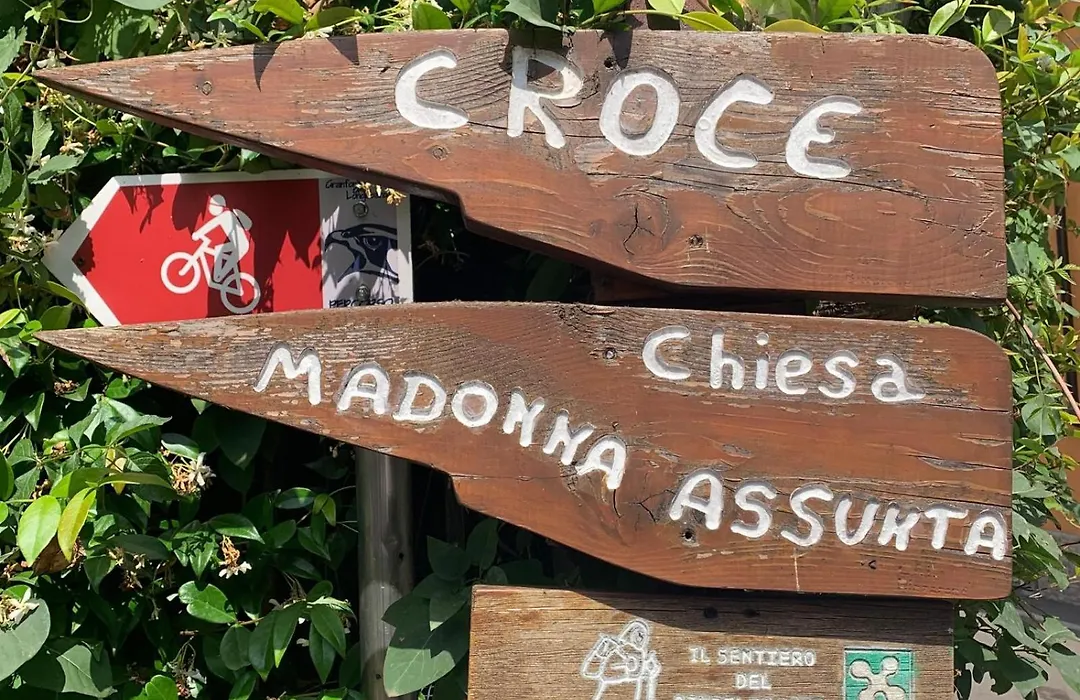 CROCE
Chiesa
MADONNA ASSUNTA
IL SENTIERO
DEL